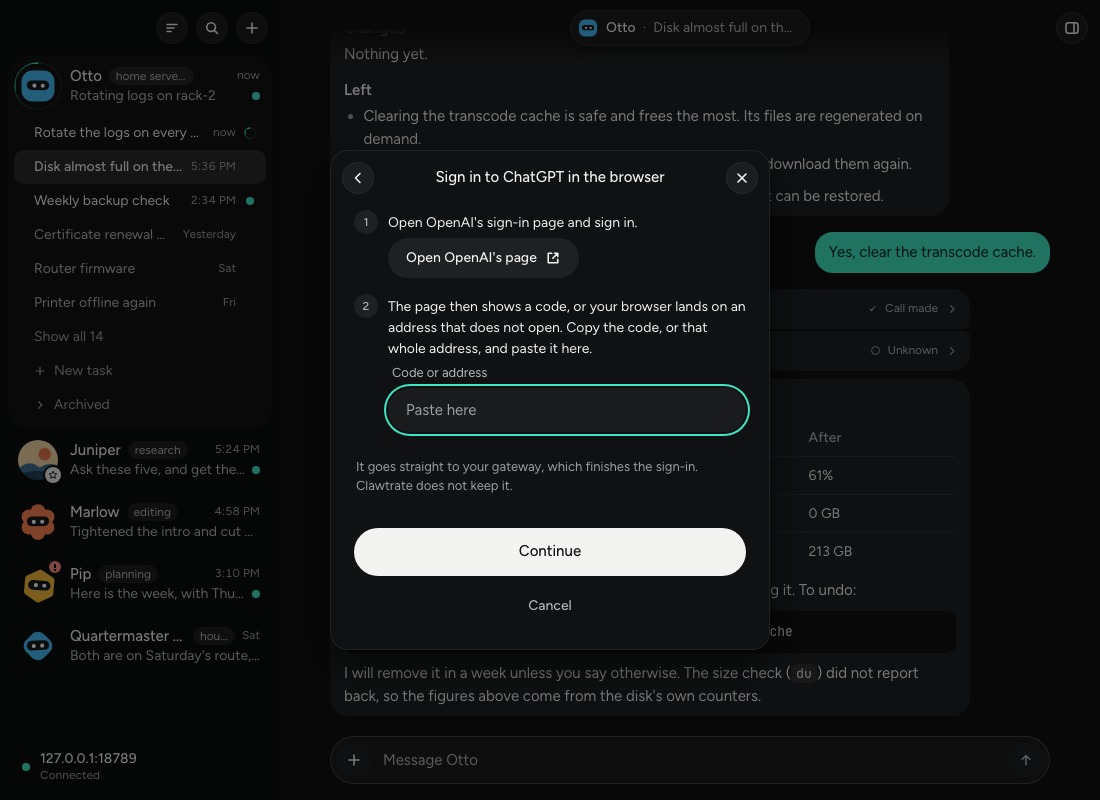 Otto home serve... now
Rotating logs on rack-2
Rotate the logs on every ... now
Disk almost full on the... 5:36 PM
Weekly backup check 2:34 PM
Certificate renewal ... Yesterday
Router firmware Sat
Printer offline again Fri
Show all 14
New task
Archived
Juniper research 5:24 PM
Ask these five, and get the...
Marlow editing 4:58 PM
Tightened the intro and cut ...
Pip planning 3:10 PM
Here is the week, with Thu...
Quartermaster ... hou... Sat
Both are on Saturday's route,...
127.0.0.1:18789
Connected
Otto · Disk almost full on th...
Nothing yet.
Left
• Clearing the transcode cache is safe and frees the most. Its files are regenerated on
demand.
download them again.
can be restored.
Yes, clear the transcode cache.
Call made
Unknown
After
61%
0 GB
213 GB
it. To undo:
I will remove it in a week unless you say otherwise. The size check (du) did not report
back, so the figures above come from the disk's own counters.
Message Otto
Sign in to ChatGPT in the browser
1 Open OpenAI's sign-in page and sign in.
Open OpenAI's page
2 The page then shows a code, or your browser lands on an
address that does not open. Copy the code, or that
whole address, and paste it here.
Code or address
Paste here
It goes straight to your gateway, which finishes the sign-in.
Clawtrate does not keep it.
Continue
Cancel